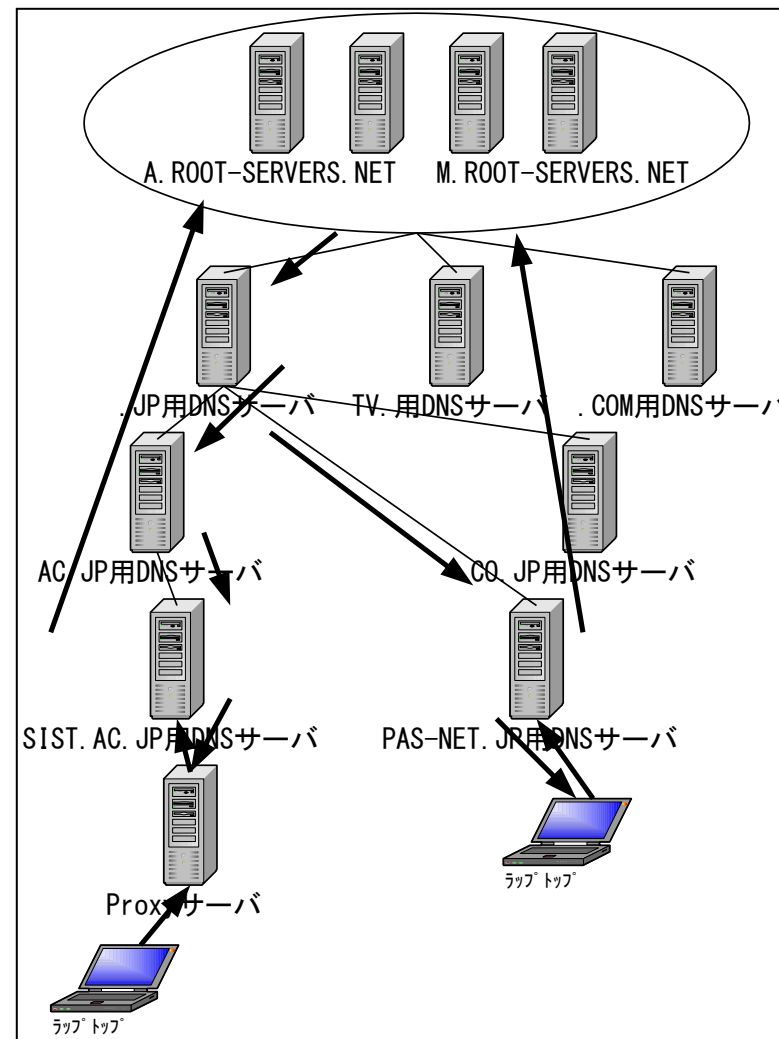 A.ROOT-SERVERS.NET M.ROOT-SERVERS.NET
.JP用DNSサーバ TV.用DNSサーバ .COM用DNSサーバ
AC.JP用DNSサーバ CO.JP用DNSサーバ
SIST.AC.JP用DNSサーバ PAS-NET.JP用DNSサーバ
ラップトップ
Proxyサーバ
ラップトップ